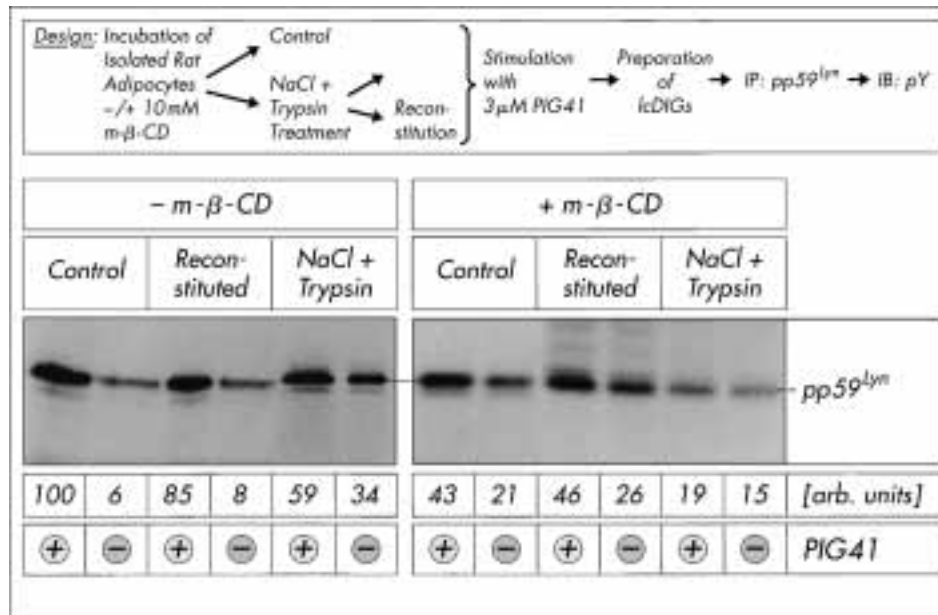 Design: Incubation of Isolated Rat Adipocytes -/+ 10mM m-β-CD
Control
NaCl + Trypsin Treatment
Recon-stitution
Stimulation with 3μM PIG41
Preparation of lcDIGs
IP: pp59Lyn
IB: pY
– m-β-CD
+ m-β-CD
Control
Recon-stituted
NaCl + Trypsin
Control
Recon-stituted
NaCl + Trypsin
pp59Lyn
100 6 85 8 59 34 43 21 46 26 19 15 [arb. units]
+ − + − + − + − + − + − PIG41